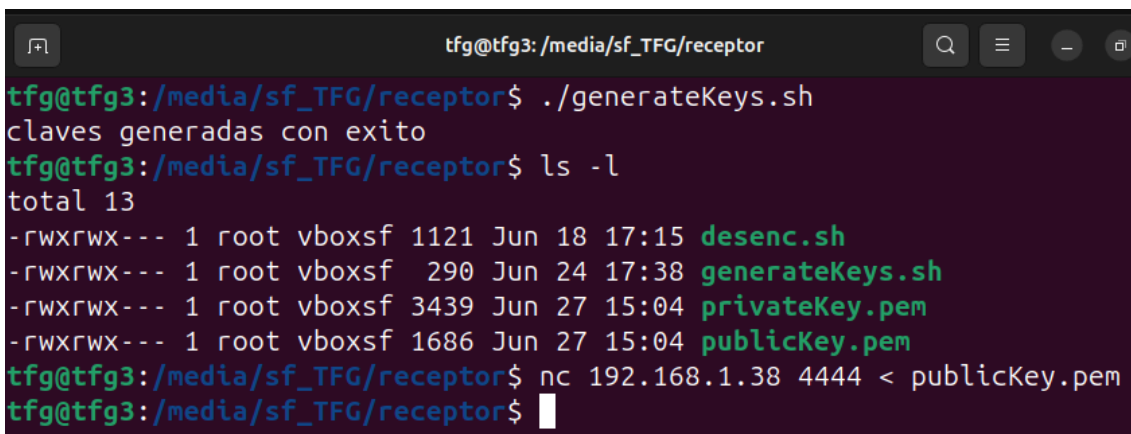 tfg@tfg3: /media/sf_TFG/receptor
tfg@tfg3:/media/sf_TFG/receptor$ ./generateKeys.sh
claves generadas con exito
tfg@tfg3:/media/sf_TFG/receptor$ ls -l
total 13
-rwxrwx--- 1 root vboxsf 1121 Jun 18 17:15 desenc.sh
-rwxrwx--- 1 root vboxsf  290 Jun 24 17:38 generateKeys.sh
-rwxrwx--- 1 root vboxsf 3439 Jun 27 15:04 privateKey.pem
-rwxrwx--- 1 root vboxsf 1686 Jun 27 15:04 publicKey.pem
tfg@tfg3:/media/sf_TFG/receptor$ nc 192.168.1.38 4444 < publicKey.pem
tfg@tfg3:/media/sf_TFG/receptor$